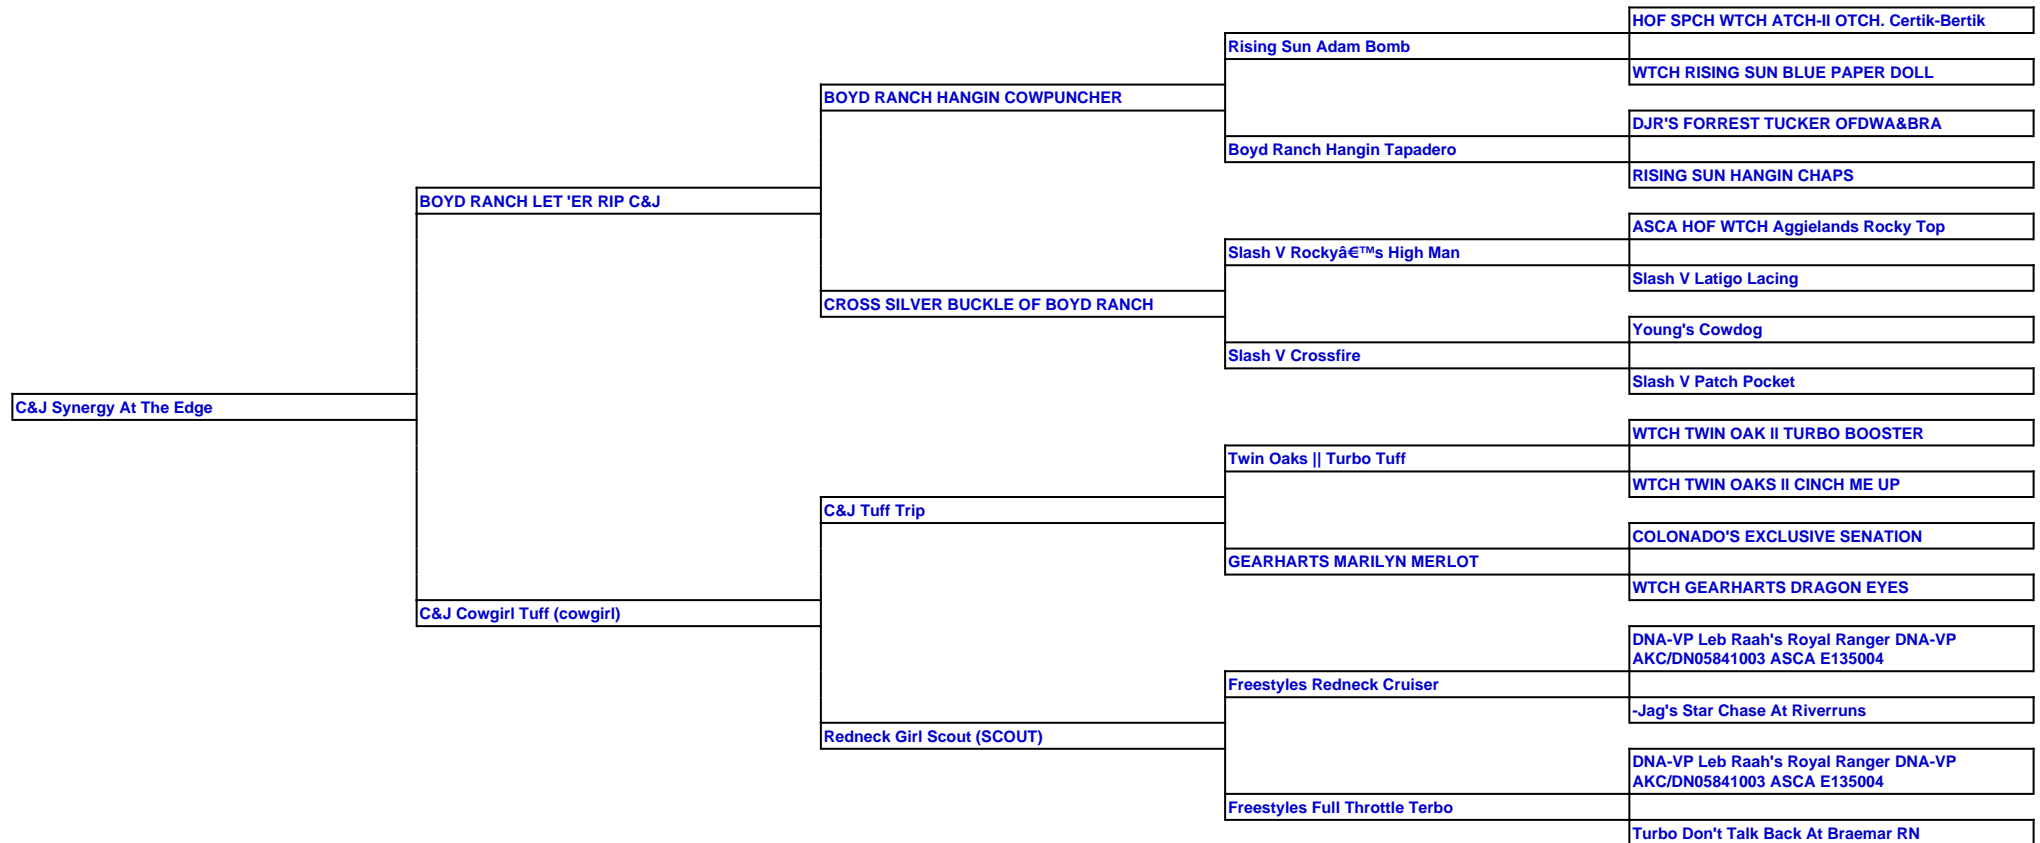 HOF SPCH WTCH ATCH-II OTCH. Certik-Bertik
Rising Sun Adam Bomb
WTCH RISING SUN BLUE PAPER DOLL
BOYD RANCH HANGIN COWPUNCHER
DJR'S FORREST TUCKER OFDWA&BRA
Boyd Ranch Hangin Tapadero
RISING SUN HANGIN CHAPS
BOYD RANCH LET 'ER RIP C&J
ASCA HOF WTCH Aggielands Rocky Top
Slash V Rockyâ€™s High Man
Slash V Latigo Lacing
CROSS SILVER BUCKLE OF BOYD RANCH
Young's Cowdog
Slash V Crossfire
Slash V Patch Pocket
C&J Synergy At The Edge
WTCH TWIN OAK II TURBO BOOSTER
Twin Oaks || Turbo Tuff
WTCH TWIN OAKS II CINCH ME UP
C&J Tuff Trip
COLONADO'S EXCLUSIVE SENATION
GEARHARTS MARILYN MERLOT
WTCH GEARHARTS DRAGON EYES
C&J Cowgirl Tuff (cowgirl)
DNA-VP Leb Raah's Royal Ranger DNA-VP
AKC/DN05841003 ASCA E135004
Freestyles Redneck Cruiser
-Jag's Star Chase At Riverruns
Redneck Girl Scout (SCOUT)
DNA-VP Leb Raah's Royal Ranger DNA-VP
AKC/DN05841003 ASCA E135004
Freestyles Full Throttle Terbo
Turbo Don't Talk Back At Braemar RN